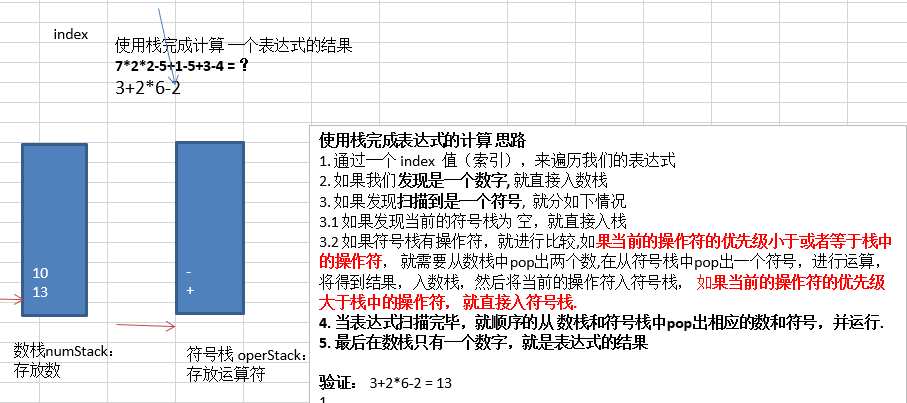 index
使用栈完成计算 一个表达式的结果
7*2*2-5+1-5+3-4 = ?
3+2*6-2
10
13
-
+
数栈numStack：
存放数
符号栈 operStack：
存放运算符
使用栈完成表达式的计算 思路
1. 通过一个 index 值（索引），来遍历我们的表达式
2. 如果我们发现是一个数字, 就直接入数栈
3. 如果发现扫描到是一个符号, 就分如下情况
3.1 如果发现当前的符号栈为 空，就直接入栈
3.2 如果符号栈有操作符，就进行比较,如果当前的操作符的优先级小于或者等于栈中
的操作符， 就需要从数栈中pop出两个数,在从符号栈中pop出一个符号，进行运算，
将得到结果，入数栈，然后将当前的操作符入符号栈， 如果当前的操作符的优先级
大于栈中的操作符， 就直接入符号栈.
4. 当表达式扫描完毕，就顺序的从 数栈和符号栈中pop出相应的数和符号，并运行.
5. 最后在数栈只有一个数字，就是表达式的结果
验证： 3+2*6-2 = 13